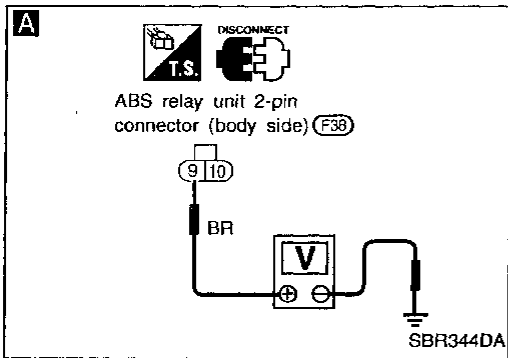 A
DISCONNECT
T.S.
ABS relay unit 2-pin
connector (body side) F38
9 10
BR
V
+ −
SBR344DA